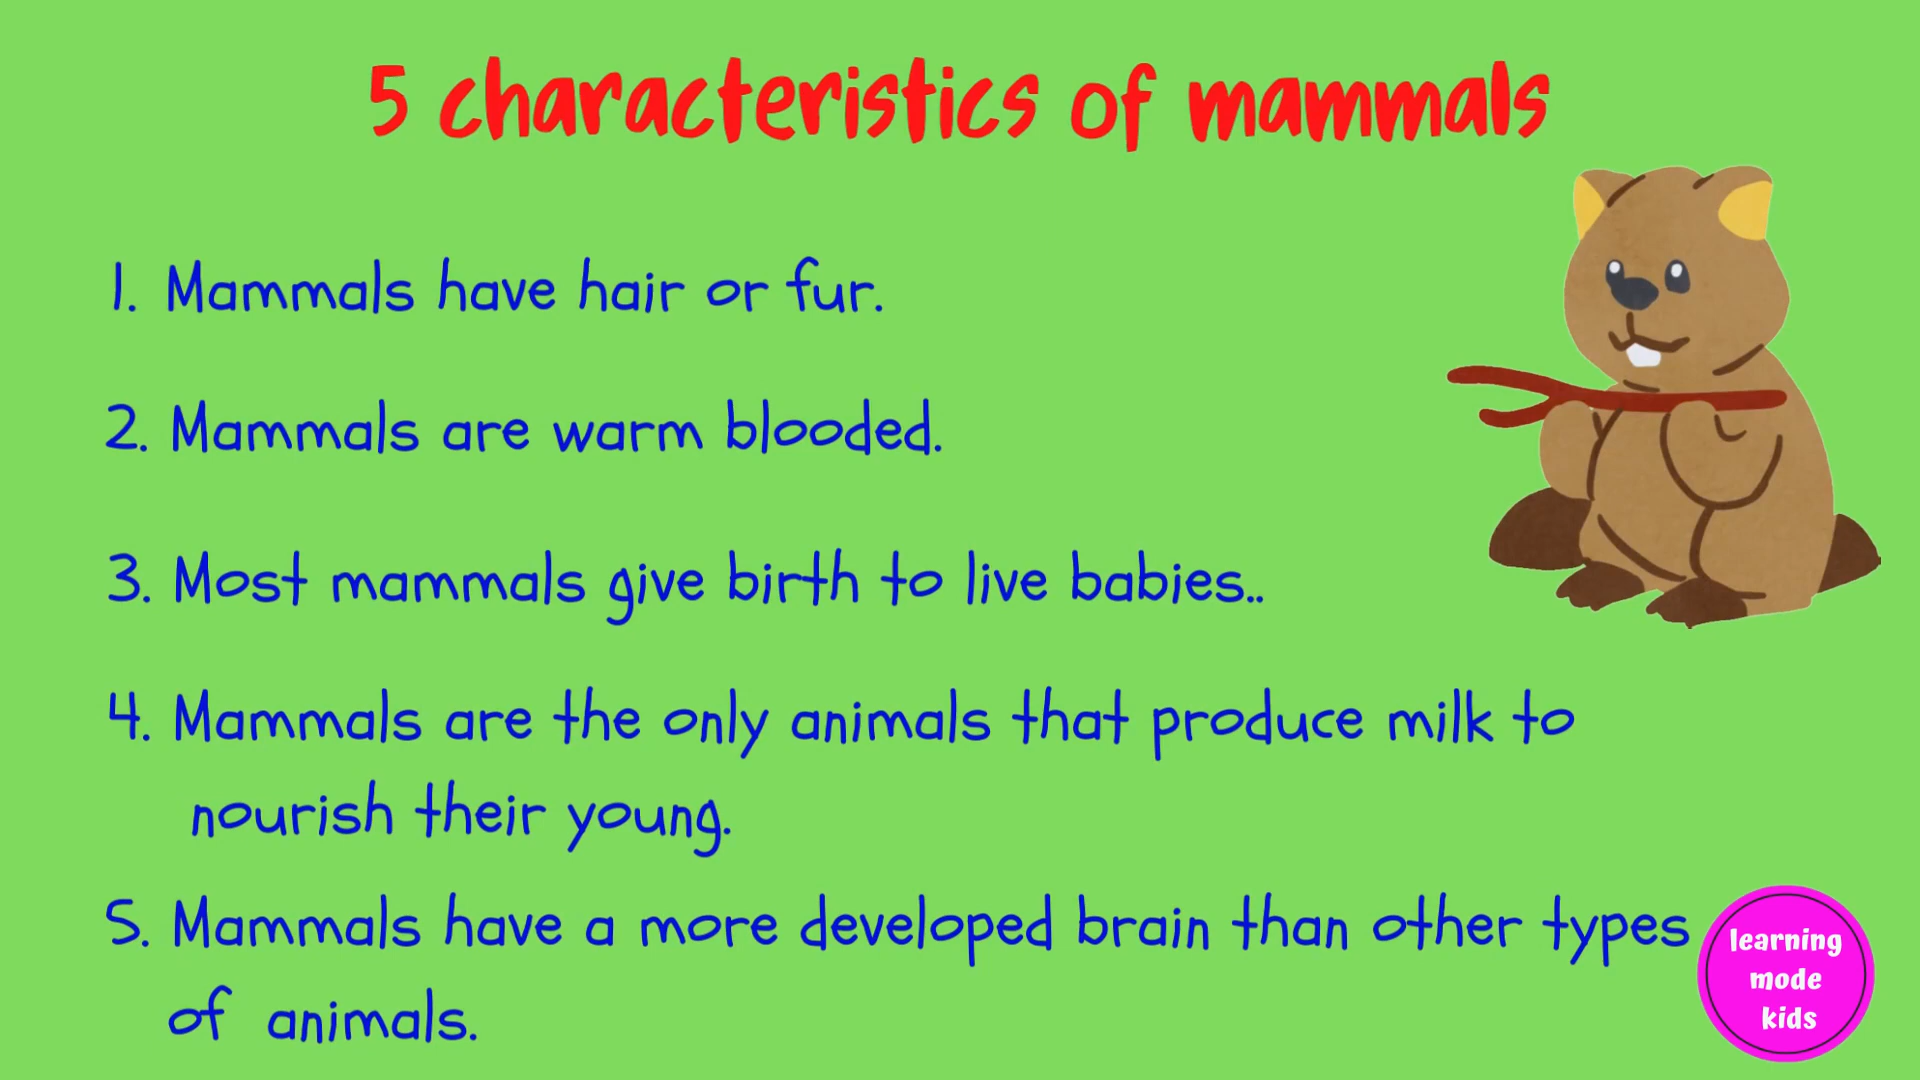 5 characteristics of mammals
1. Mammals have hair or fur.
2. Mammals are warm blooded.
3. Most mammals give birth to live babies..
4. Mammals are the only animals that produce milk to
nourish their young.
5. Mammals have a more developed brain than other types
of animals.
learning
mode
kids